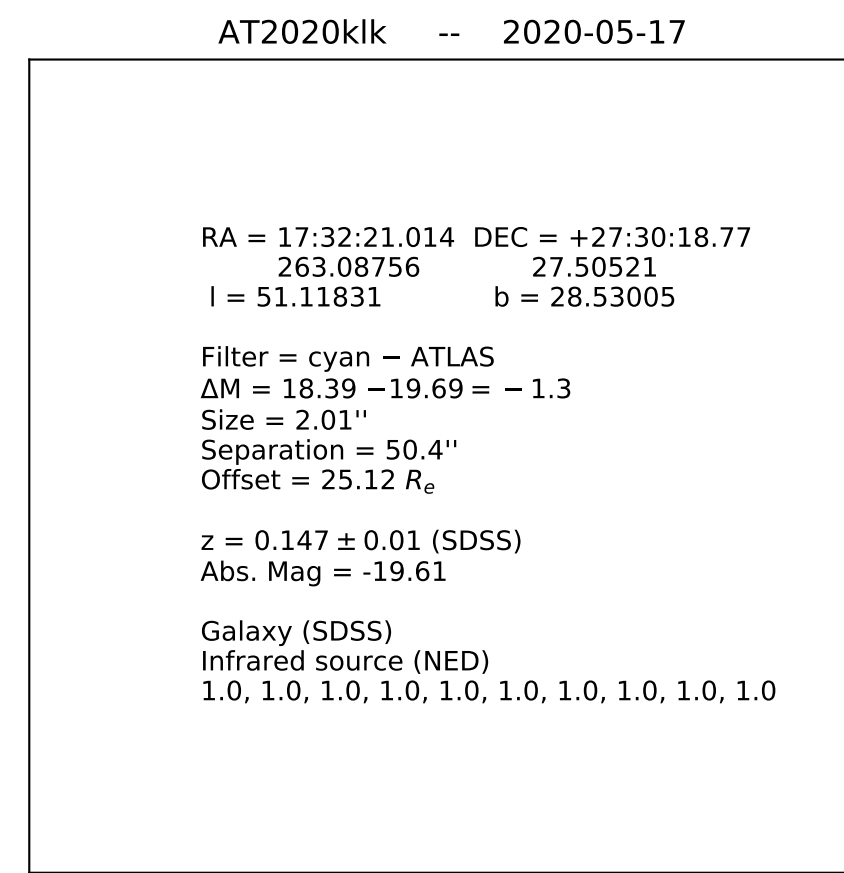 AT2020klk -- 2020-05-17
RA = 17:32:21.014 DEC = +27:30:18.77
263.08756 27.50521
l = 51.11831 b = 28.53005
Filter = cyan − ATLAS
ΔM = 18.39 −19.69 = − 1.3
Size = 2.01''
Separation = 50.4''
Offset = 25.12 Rₑ
z = 0.147 ± 0.01 (SDSS)
Abs. Mag = -19.61
Galaxy (SDSS)
Infrared source (NED)
1.0, 1.0, 1.0, 1.0, 1.0, 1.0, 1.0, 1.0, 1.0, 1.0